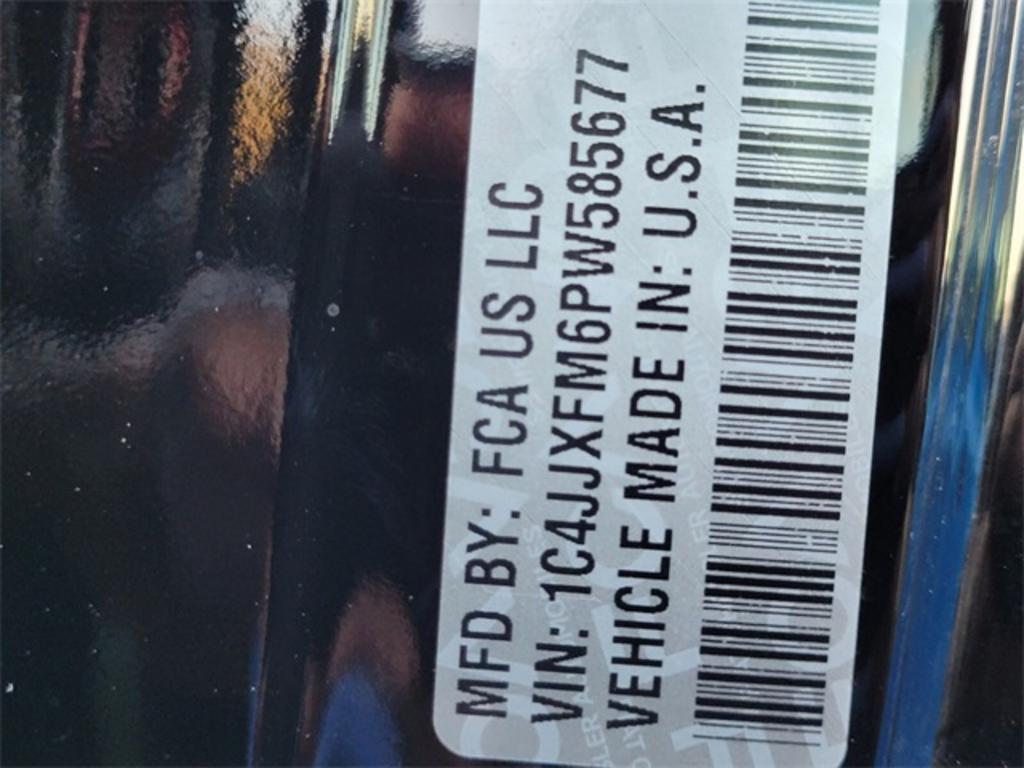 MFD BY: FCA US LLC
VIN: 1C4JJXFM6PW585677
VEHICLE MADE IN: U.S.A.